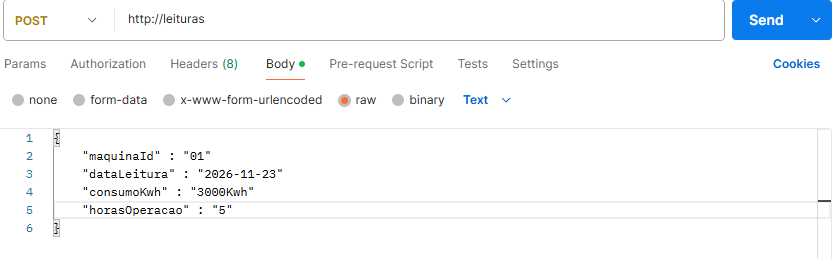 POST http://leituras Send
Params Authorization Headers (8) Body Pre-request Script Tests Settings Cookies
none form-data x-www-form-urlencoded raw binary Text
1 {
2 "maquinaId" : "01"
3 "dataLeitura" : "2026-11-23"
4 "consumoKwh" : "3000Kwh"
5 "horasOperacao" : "5"
6 }